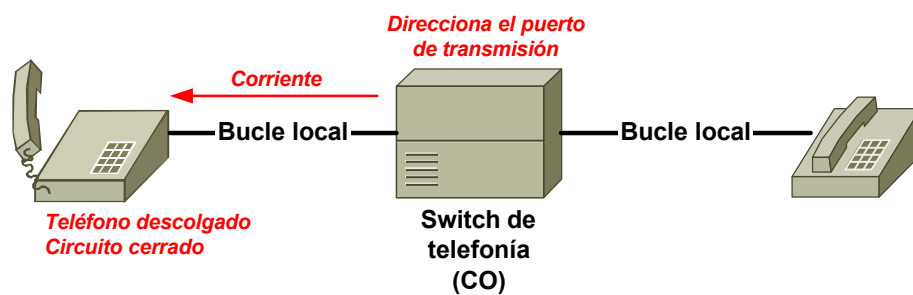 Direcciona el puerto
de transmisión
Corriente
Bucle local
Bucle local
Teléfono descolgado
Circuito cerrado
Switch de
telefonía
(CO)